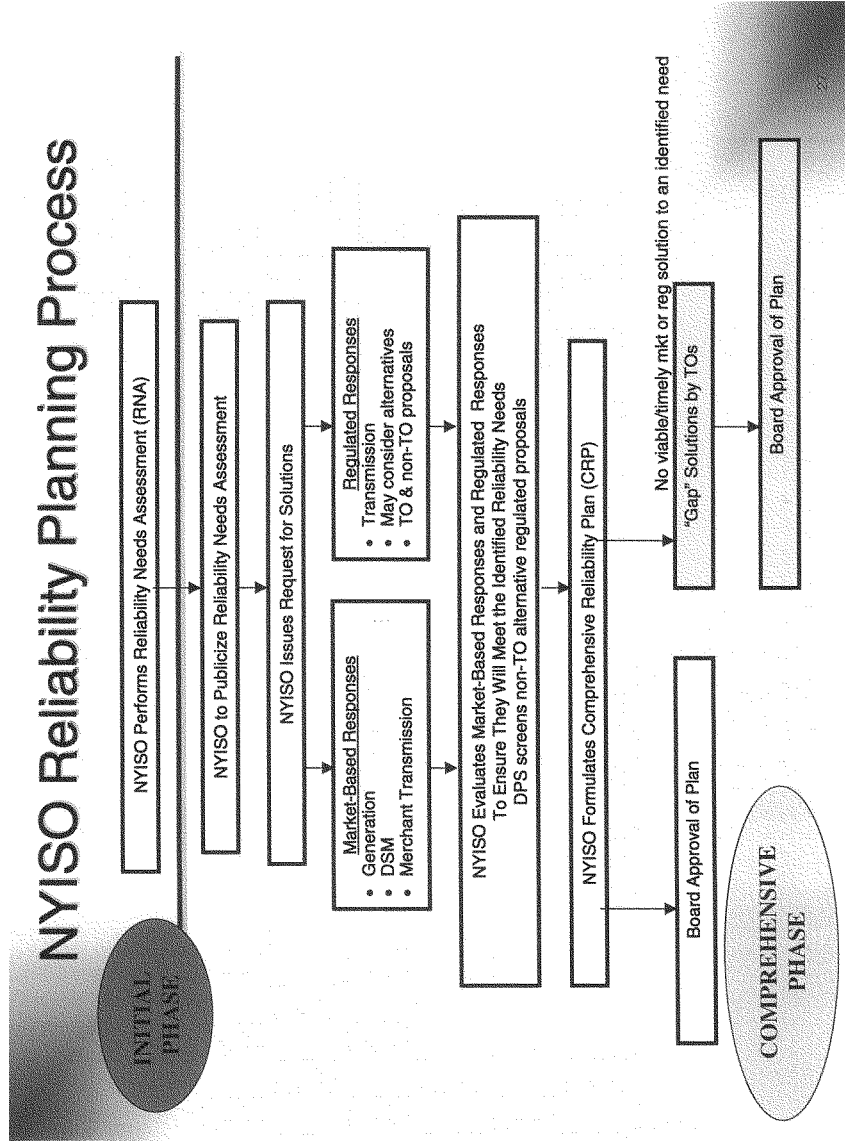 NYISO Reliability Planning Process
INITIAL
PHASE
NYISO Performs Reliability Needs Assessment (RNA)
NYISO to Publicize Reliability Needs Assessment
NYISO Issues Request for Solutions
Market-Based Responses
• Generation
• DSM
• Merchant Transmission
Regulated Responses
• Transmission
• May consider alternatives
• TO & non-TO proposals
NYISO Evaluates Market-Based Responses and Regulated Responses
To Ensure They Will Meet the Identified Reliability Needs
DPS screens non-TO alternative regulated proposals
NYISO Formulates Comprehensive Reliability Plan (CRP)
No viable/timely mkt or reg solution to an identified need
Board Approval of Plan
"Gap" Solutions by TOs
Board Approval of Plan
COMPREHENSIVE
PHASE
27